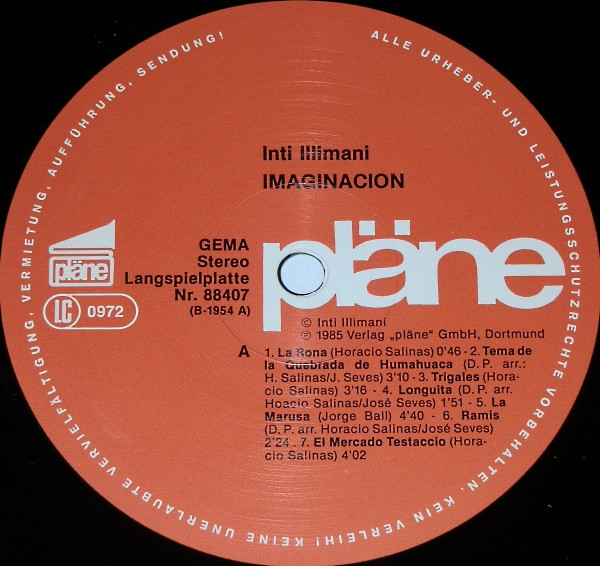 ALLE URHEBER- UND LEISTUNGSSCHUTZRECHTE VORBEHALTEN. KEIN VERLEIH! KEINE UNERLAUBTE VERVIELFÄLTIGUNG, VERMIETUNG, AUFFÜHRUNG, SENDUNG!
Inti Illimani
IMAGINACION
pläne
pläne
LC 0972
GEMA
Stereo
Langspielplatte
Nr. 88407
(B-1954 A)
© Inti Illimani
℗ 1985 Verlag „pläne" GmbH, Dortmund
A
1. La Rona (Horacio Salinas) 0'46 - 2. Tema de
la Quebrada de Humahuaca (D. P. arr.:
H. Salinas/J. Seves) 3'10 - 3. Trigales (Hora-
cio Salinas) 3'16 - 4. Longuita (D. P. arr.
Hoacio Salinas/José Seves) 1'51 - 5. La
Marusa (Jorge Ball) 4'40 - 6. Ramis
(D. P. arr. Horacio Salinas/José Seves)
2'24 . 7. El Mercado Testaccio (Hora-
cio Salinas) 4'02